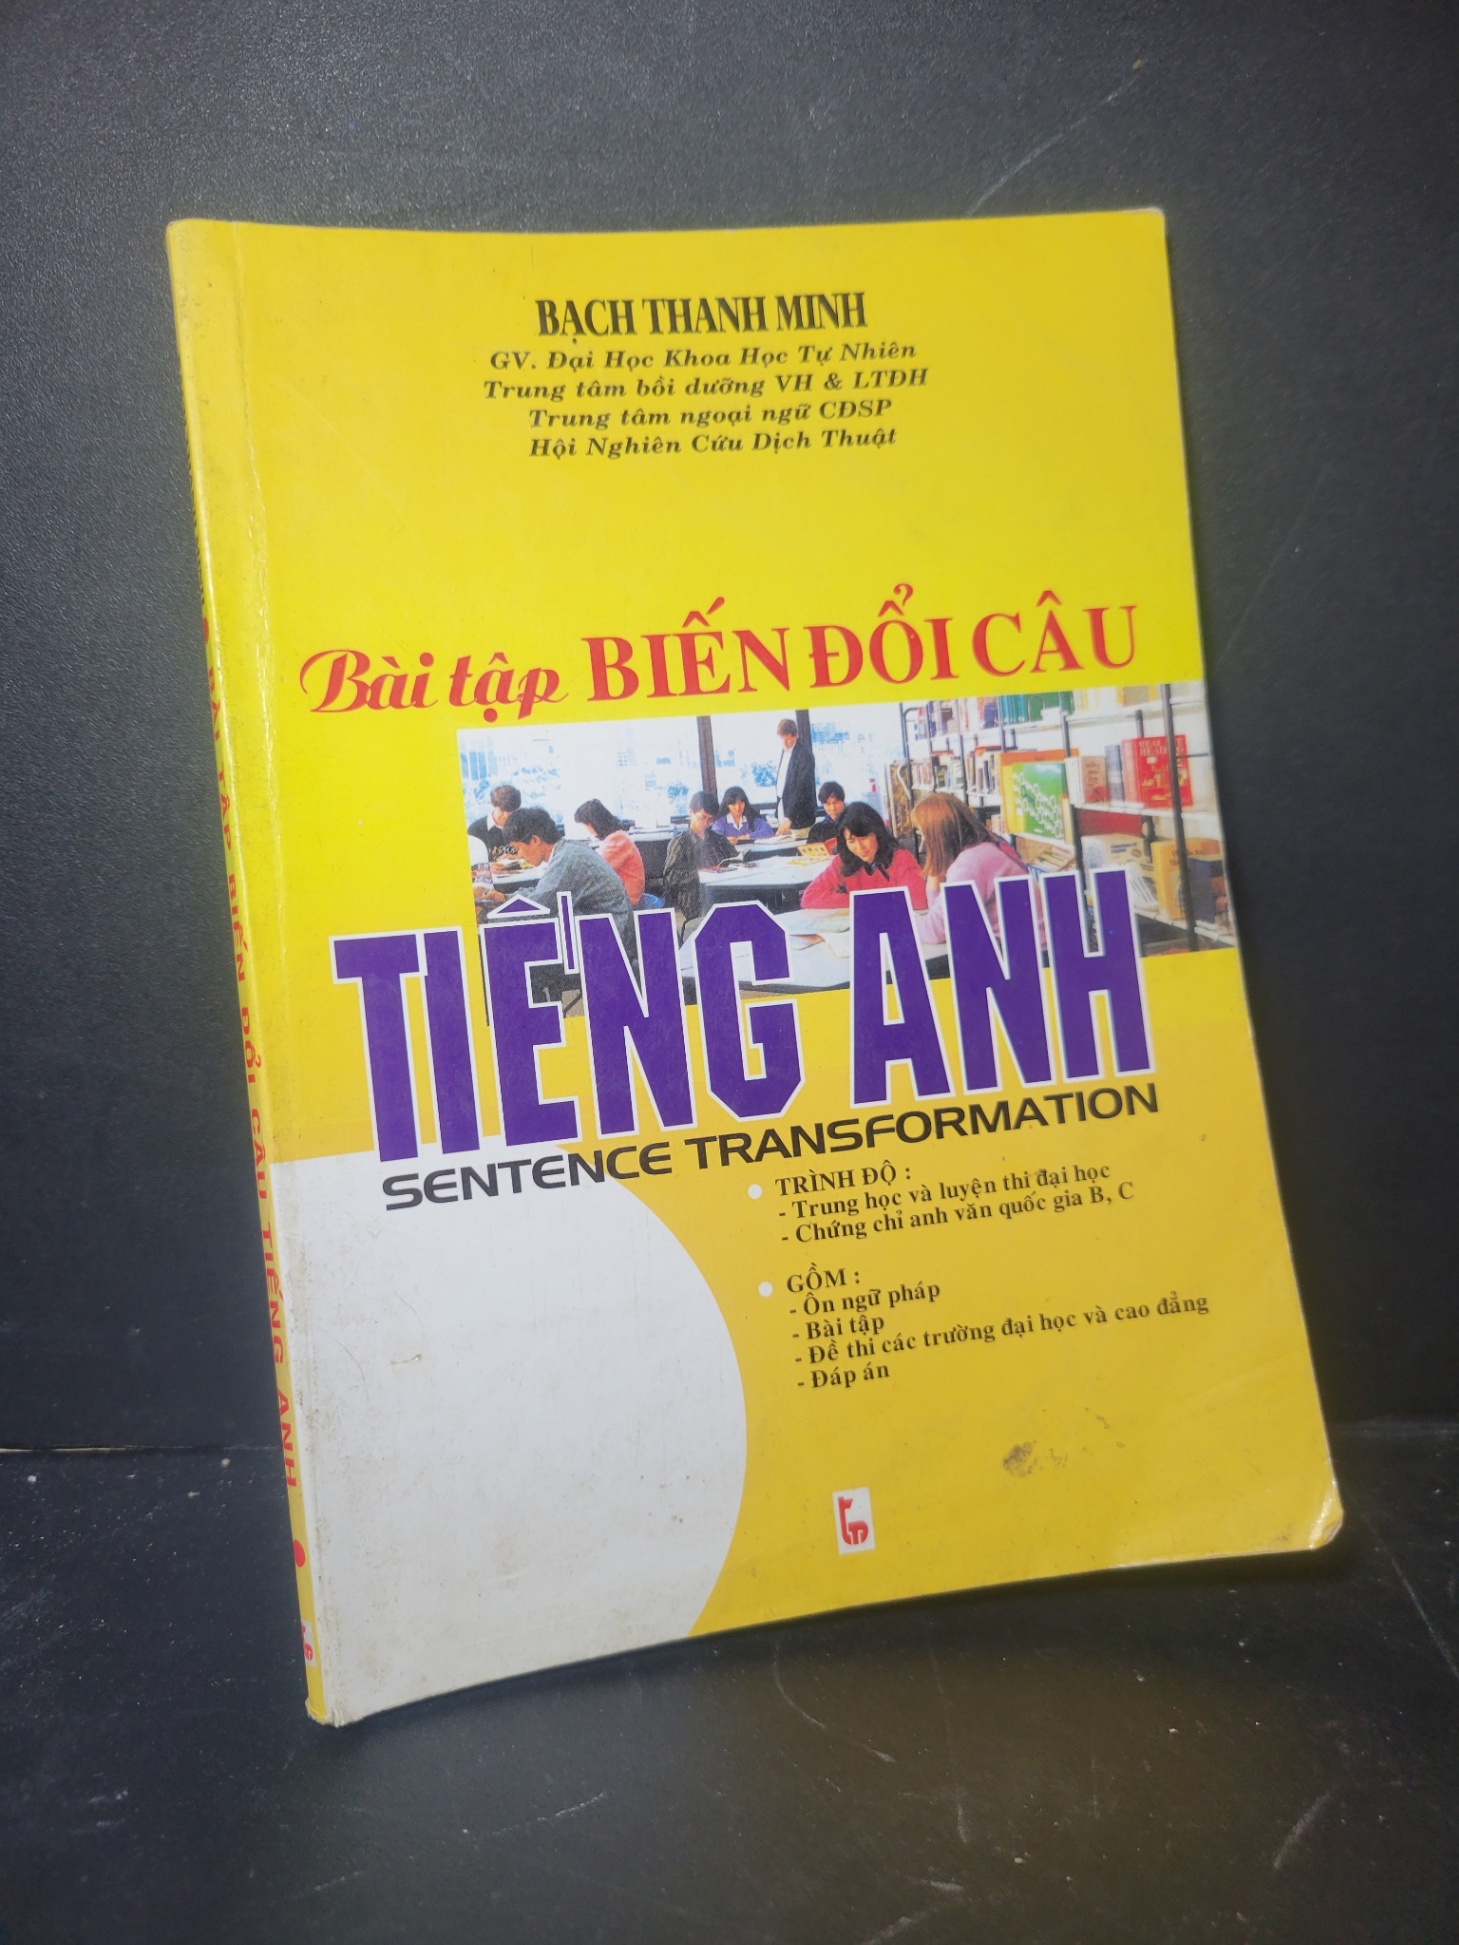 BẠCH THANH MINH
GV. Đại Học Khoa Học Tự Nhiên
Trung tâm bồi dưỡng VH & LTĐH
Trung tâm ngoại ngữ CĐSP
Hội Nghiên Cứu Dịch Thuật
Bài tập BIẾN ĐỔI CÂU
TIẾNG ANH
SENTENCE TRANSFORMATION
TRÌNH ĐỘ :
- Trung học và luyện thi đại học
- Chứng chỉ anh văn quốc gia B, C
GỒM :
- Ôn ngữ pháp
- Bài tập
- Đề thi các trường đại học và cao đẳng
- Đáp án
BÀI TẬP BIẾN ĐỔI CÂU TIẾNG ANH